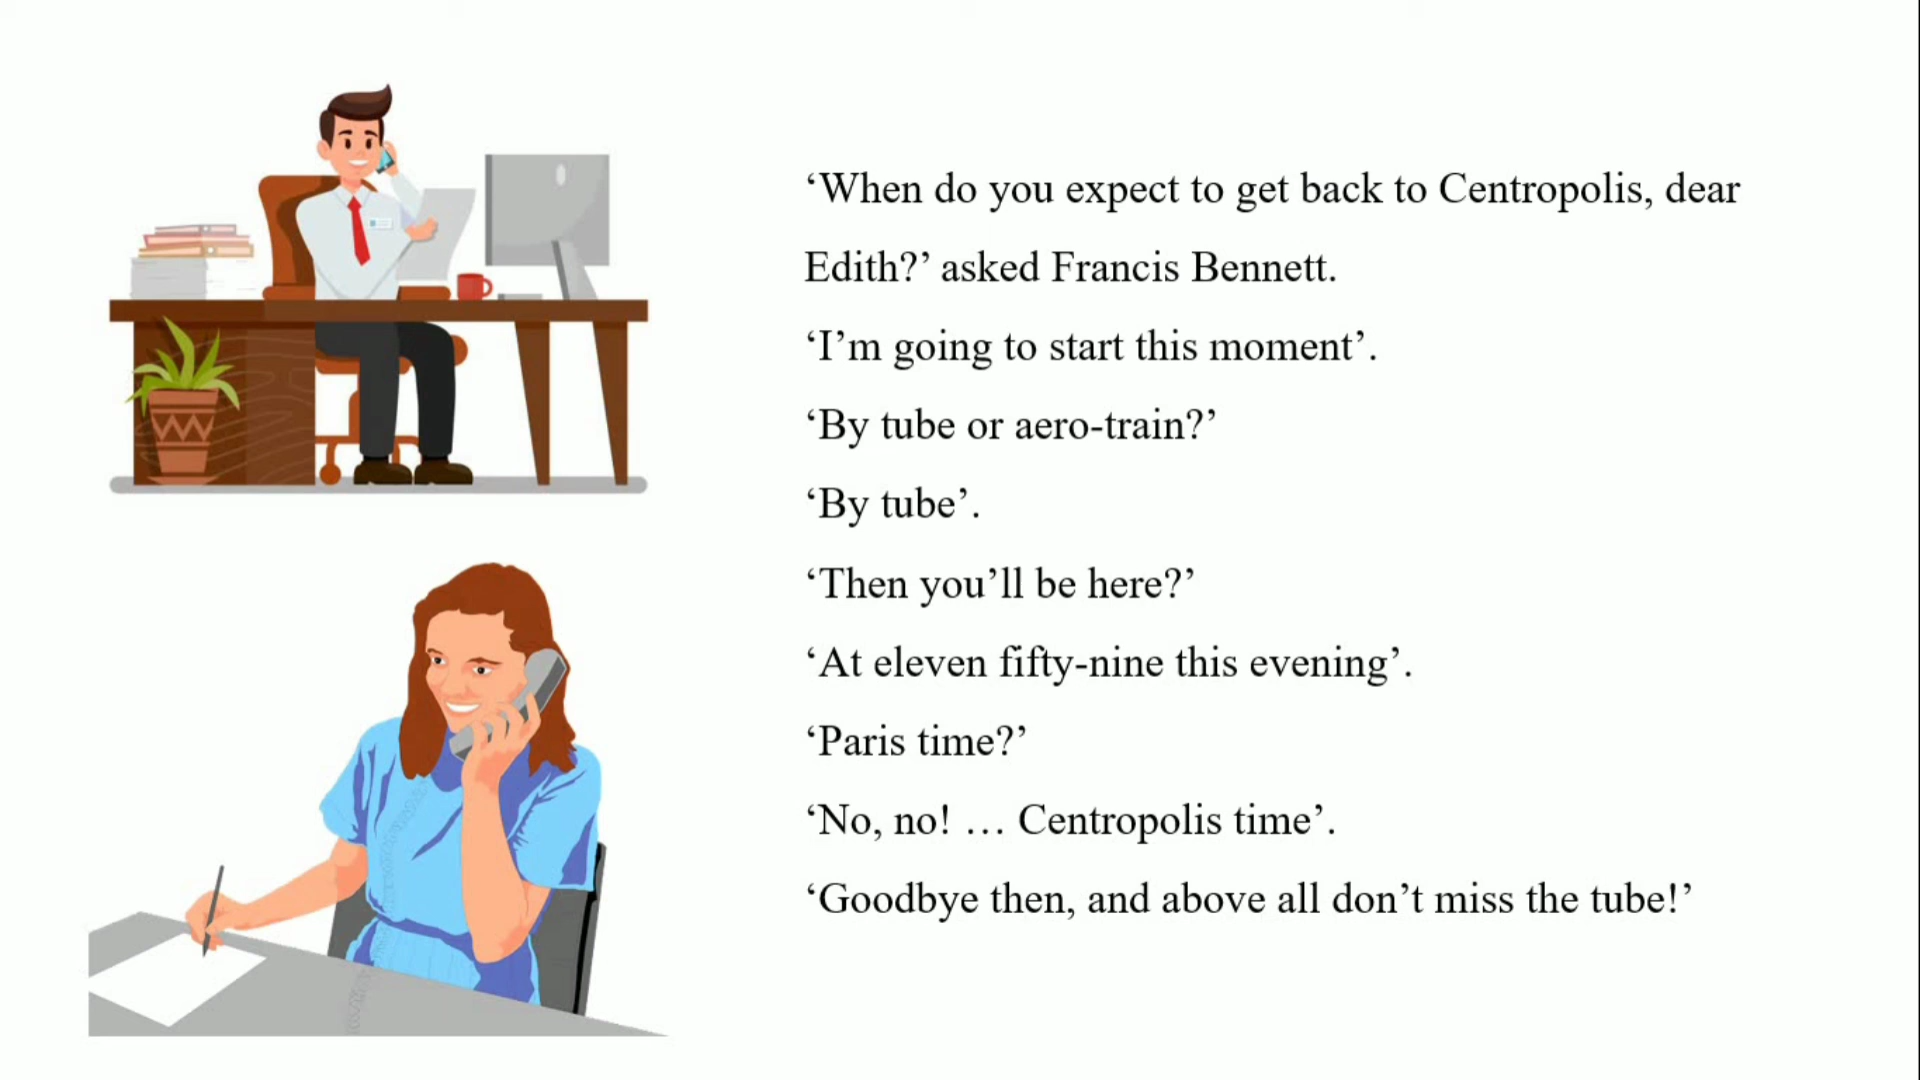 ‘When do you expect to get back to Centropolis, dear
Edith?’ asked Francis Bennett.
‘I’m going to start this moment’.
‘By tube or aero-train?’
‘By tube’.
‘Then you’ll be here?’
‘At eleven fifty-nine this evening’.
‘Paris time?’
‘No, no! … Centropolis time’.
‘Goodbye then, and above all don’t miss the tube!’